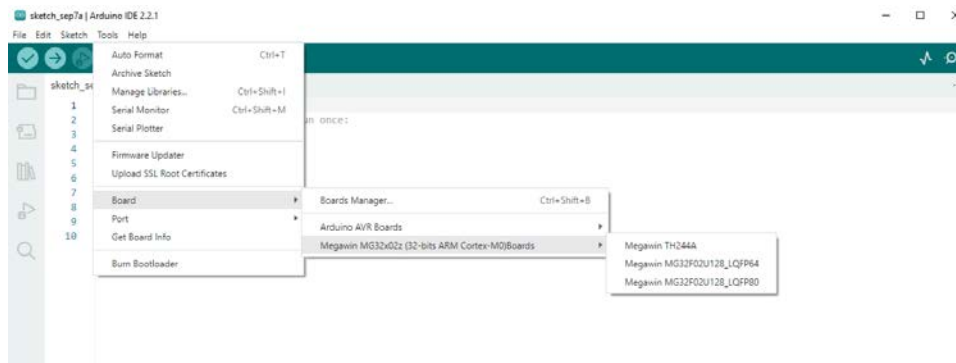 sketch_sep7a | Arduino IDE 2.2.1
File Edit Sketch Tools Help
sketch_se
1
2
3
4
5
6
7
8
9
10
un once:
Auto Format Ctrl+T
Archive Sketch
Manage Libraries... Ctrl+Shift+I
Serial Monitor Ctrl+Shift+M
Serial Plotter
Firmware Updater
Upload SSL Root Certificates
Board
Port
Get Board Info
Burn Bootloader
Boards Manager... Ctrl+Shift+B
Arduino AVR Boards
Megawin MG32x02z (32-bits ARM Cortex-M0)Boards
Megawin TH244A
Megawin MG32F02U128_LQFP64
Megawin MG32F02U128_LQFP80